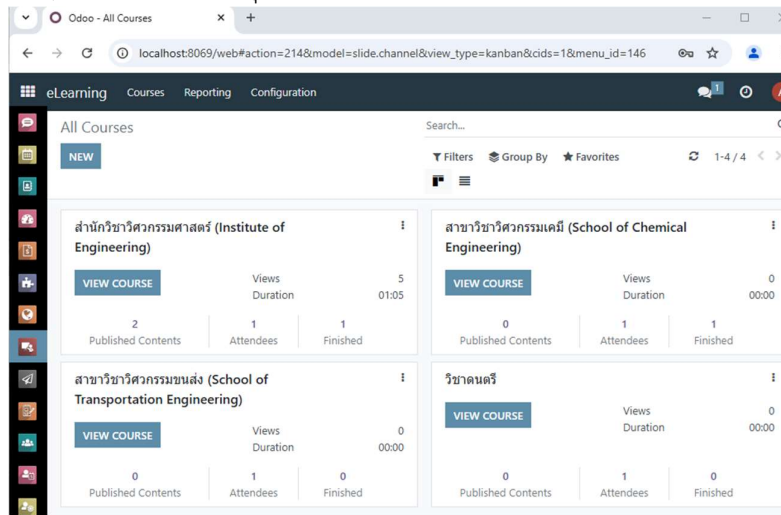 Odoo - All Courses
localhost:8069/web#action=214&model=slide.channel&view_type=kanban&cids=1&menu_id=146
eLearning Courses Reporting Configuration 1
All Courses Search...
NEW Filters Group By Favorites 1-4 / 4
สำนักวิชาวิศวกรรมศาสตร์ (Institute of
Engineering)
VIEW COURSE Views 5
Duration 01:05
2 1 1
Published Contents Attendees Finished
สาขาวิชาวิศวกรรมเคมี (School of Chemical
Engineering)
VIEW COURSE Views 0
Duration 00:00
0 1 1
Published Contents Attendees Finished
สาขาวิชาวิศวกรรมขนส่ง (School of
Transportation Engineering)
VIEW COURSE Views 0
Duration 00:00
0 1 0
Published Contents Attendees Finished
วิชาดนตรี
VIEW COURSE Views 0
Duration 00:00
0 1 0
Published Contents Attendees Finished